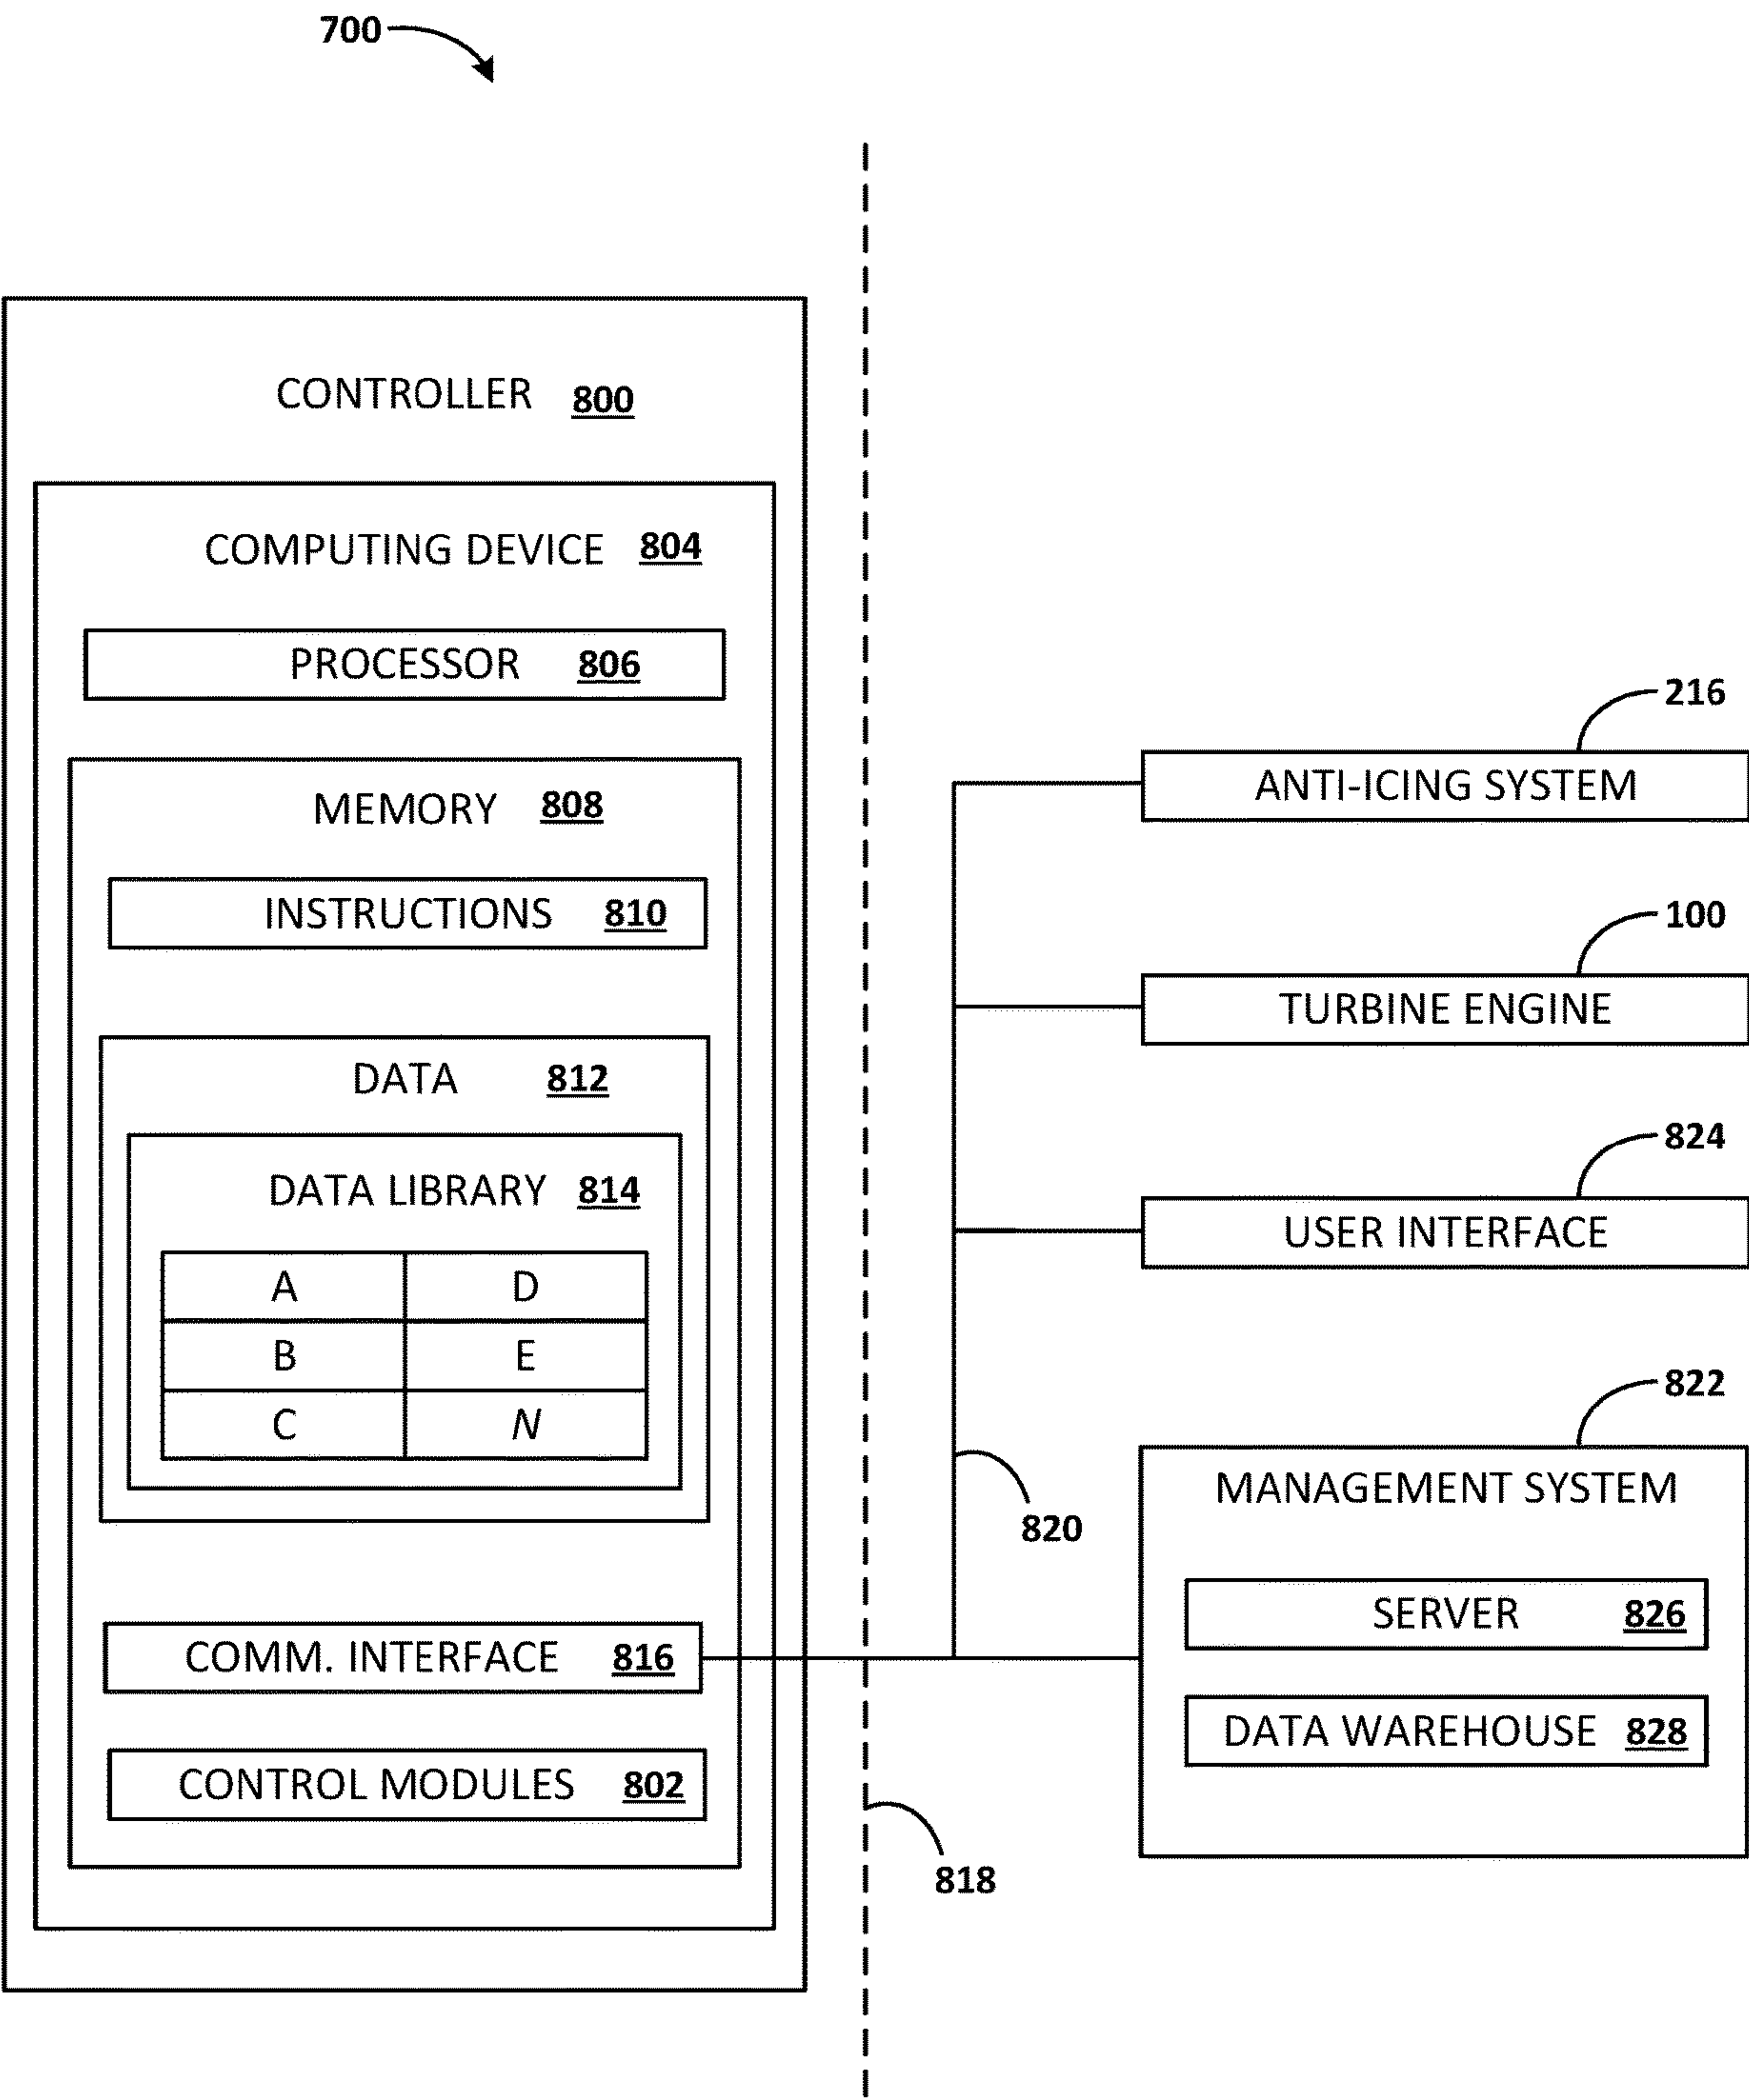 700
CONTROLLER 800
COMPUTING DEVICE 804
PROCESSOR 806
MEMORY 808
INSTRUCTIONS 810
DATA 812
DATA LIBRARY 814
A D
B E
C N
COMM. INTERFACE 816
CONTROL MODULES 802
818
820
216
ANTI-ICING SYSTEM
100
TURBINE ENGINE
824
USER INTERFACE
822
MANAGEMENT SYSTEM
SERVER 826
DATA WAREHOUSE 828